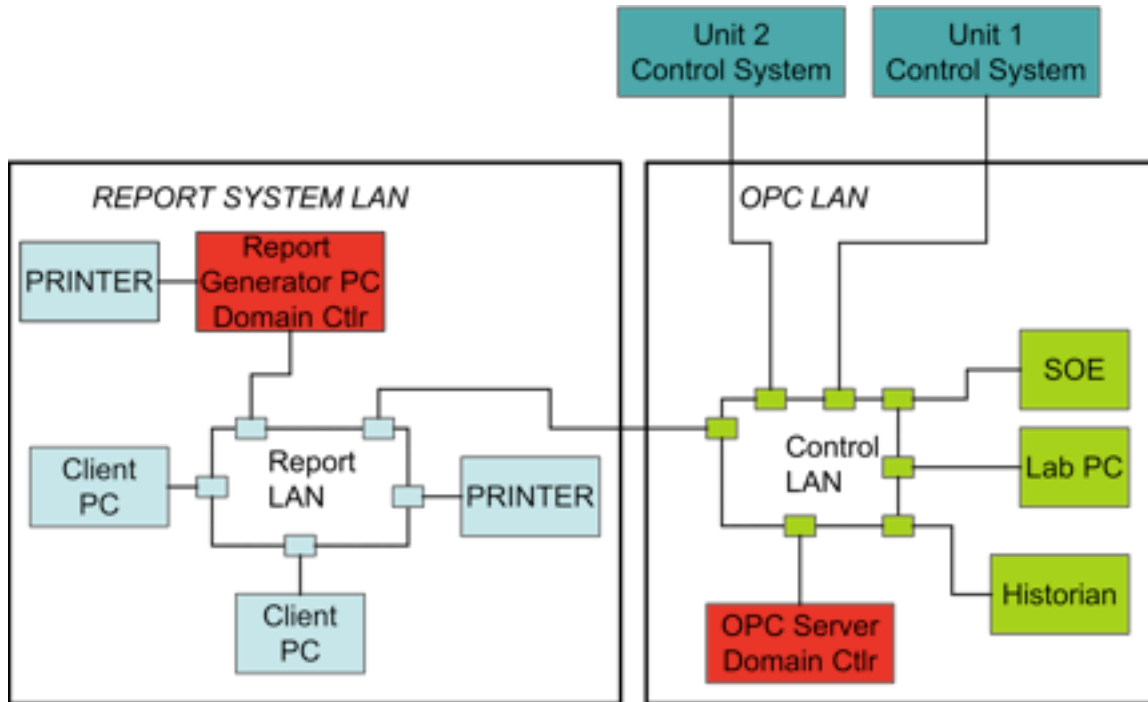 Unit 2
Control System
Unit 1
Control System
REPORT SYSTEM LAN
OPC LAN
PRINTER
Report
Generator PC
Domain Ctlr
SOE
Client
PC
Report
LAN
PRINTER
Control
LAN
Lab PC
Client
PC
OPC Server
Domain Ctlr
Historian